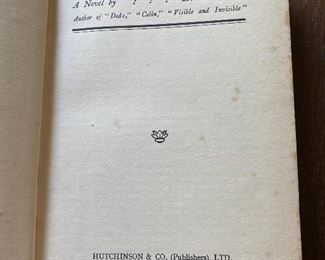 A Novel by : : :
Author of "Dodo," "Colin," "Visible and Invisible"
HUTCHINSON & CO. (Publishers), LTD.